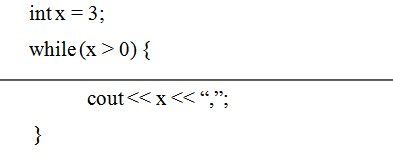 int x = 3;
while (x > 0) {
cout << x << “,”;
}